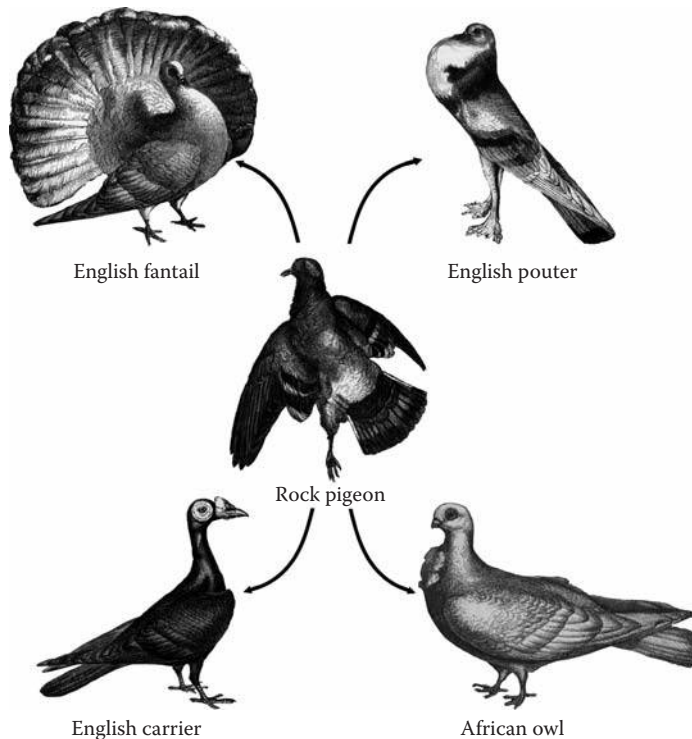 English fantail
English pouter
Rock pigeon
English carrier
African owl